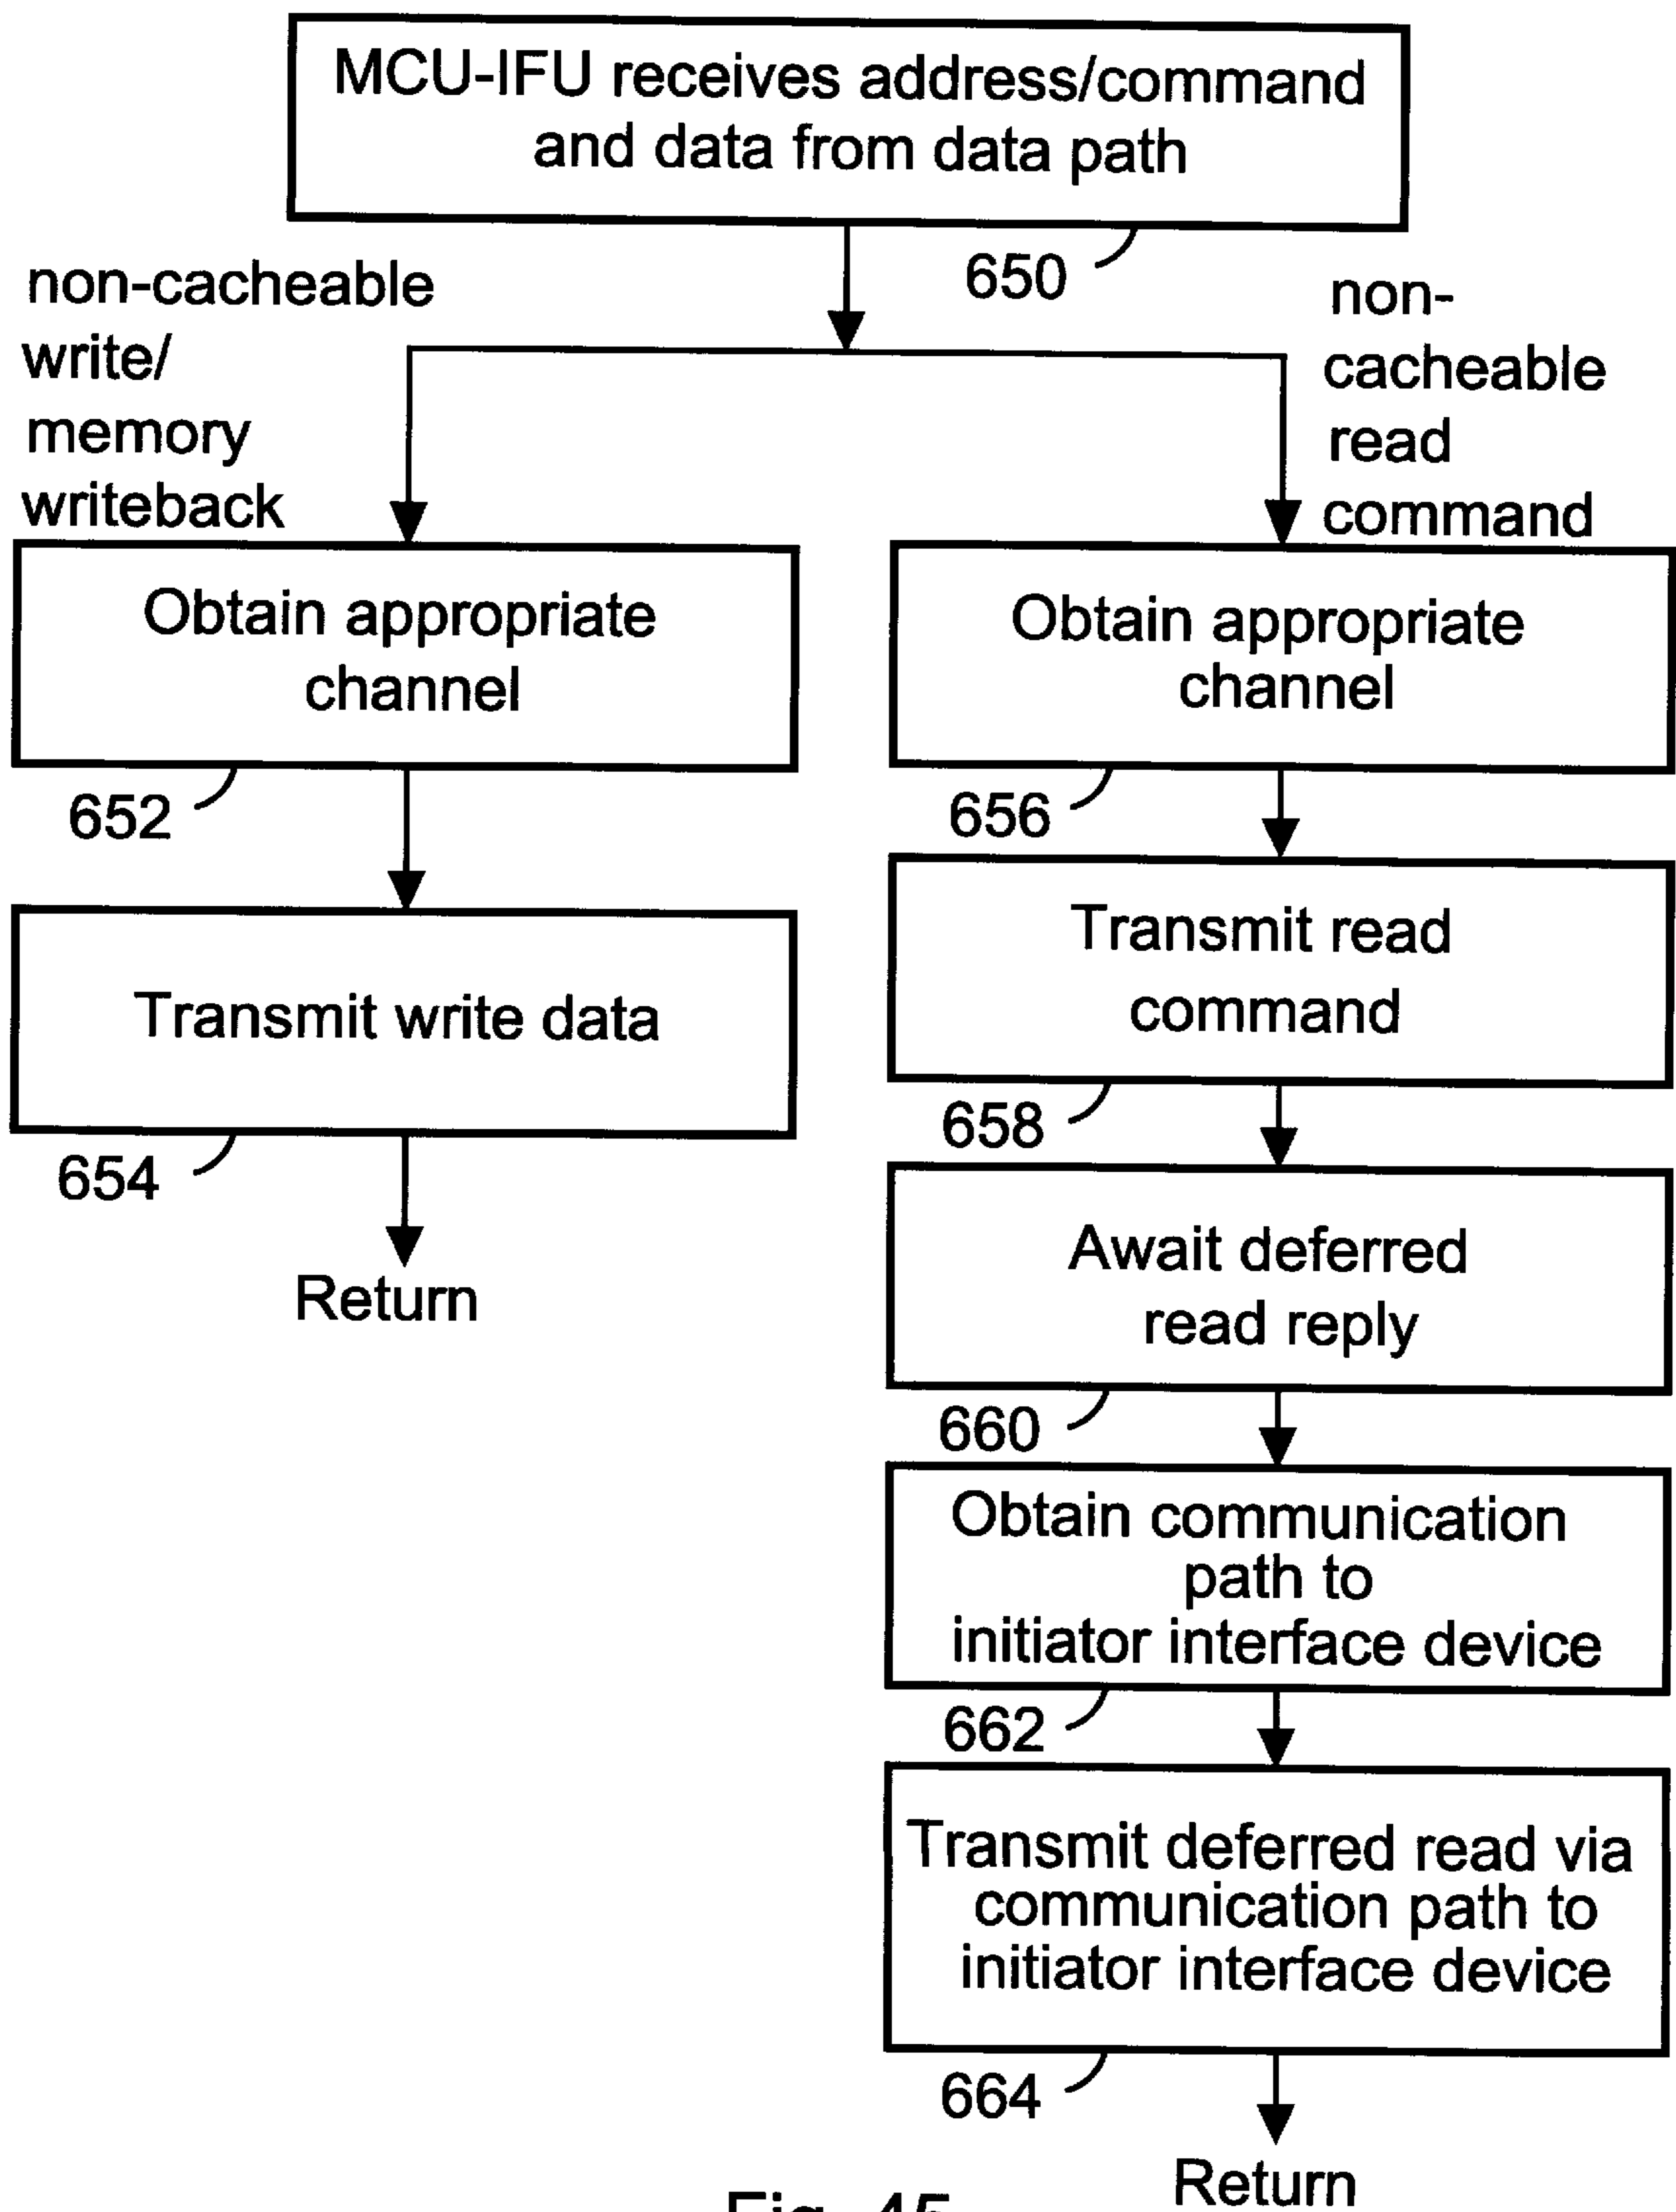 MCU-IFU receives address/command
and data from data path
650
non-cacheable
write/
memory
writeback
non-
cacheable
read
command
Obtain appropriate
channel
652
Transmit write data
654
Return
Obtain appropriate
channel
656
Transmit read
command
658
Await deferred
read reply
660
Obtain communication
path to
initiator interface device
662
Transmit deferred read via
communication path to
initiator interface device
664
Return
Fig. 45